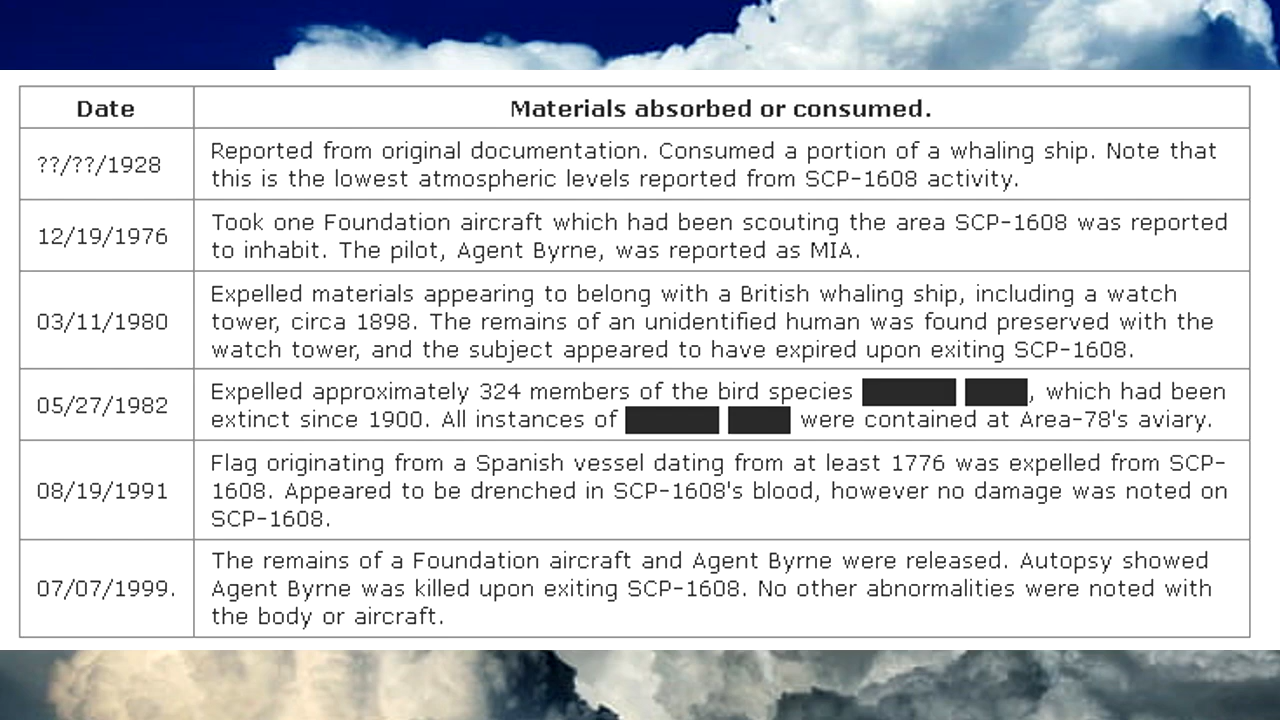 Date Materials absorbed or consumed.
??/??/1928
Reported from original documentation. Consumed a portion of a whaling ship. Note that
this is the lowest atmospheric levels reported from SCP-1608 activity.
12/19/1976
Took one Foundation aircraft which had been scouting the area SCP-1608 was reported
to inhabit. The pilot, Agent Byrne, was reported as MIA.
03/11/1980
Expelled materials appearing to belong with a British whaling ship, including a watch
tower, circa 1898. The remains of an unidentified human was found preserved with the
watch tower, and the subject appeared to have expired upon exiting SCP-1608.
05/27/1982
Expelled approximately 324 members of the bird species , which had been
extinct since 1900. All instances of were contained at Area-78's aviary.
08/19/1991
Flag originating from a Spanish vessel dating from at least 1776 was expelled from SCP-
1608. Appeared to be drenched in SCP-1608's blood, however no damage was noted on
SCP-1608.
07/07/1999.
The remains of a Foundation aircraft and Agent Byrne were released. Autopsy showed
Agent Byrne was killed upon exiting SCP-1608. No other abnormalities were noted with
the body or aircraft.